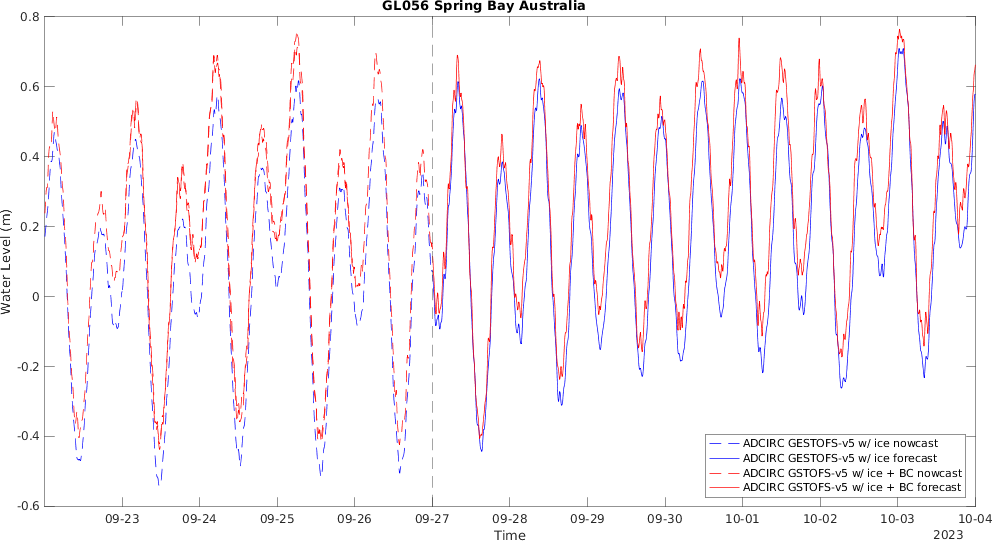 GL056 Spring Bay Australia
0.8
0.6
0.4
0.2
0
-0.2
-0.4
-0.6
Water Level (m)
ADCIRC GESTOFS-v5 w/ ice nowcast
ADCIRC GESTOFS-v5 w/ ice forecast
ADCIRC GSTOFS-v5 w/ ice + BC nowcast
ADCIRC GSTOFS-v5 w/ ice + BC forecast
09-23 09-24 09-25 09-26 09-27 09-28 09-29 09-30 10-01 10-02 10-03 10-04
Time
2023